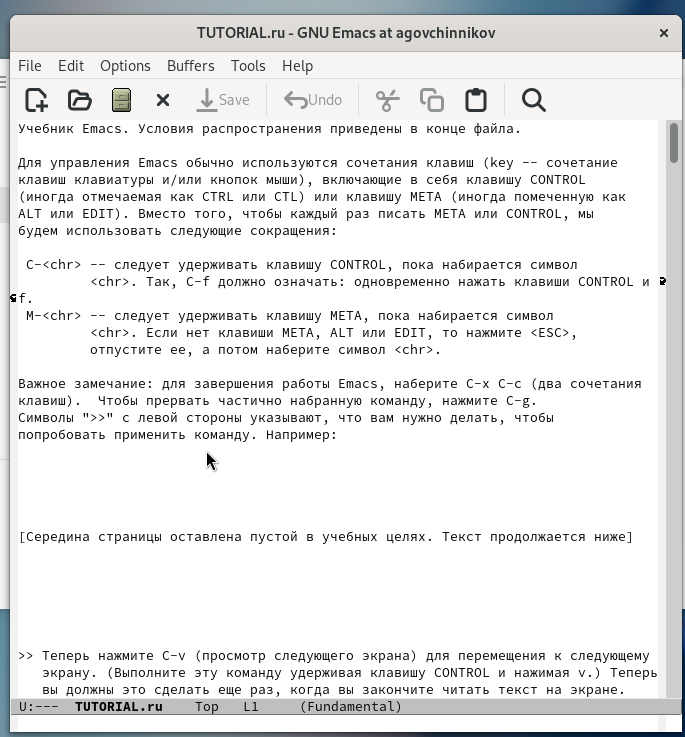 TUTORIAL.ru - GNU Emacs at agovchinnikov
File Edit Options Buffers Tools Help
Save Undo
Учебник Emacs. Условия распространения приведены в конце файла.
Для управления Emacs обычно используются сочетания клавиш (key -- сочетание
клавиш клавиатуры и/или кнопок мыши), включающие в себя клавишу CONTROL
(иногда отмечаемая как CTRL или CTL) или клавишу META (иногда помеченную как
ALT или EDIT). Вместо того, чтобы каждый раз писать META или CONTROL, мы
будем использовать следующие сокращения:
C-<chr> -- следует удерживать клавишу CONTROL, пока набирается символ
<chr>. Так, C-f должно означать: одновременно нажать клавиши CONTROL и
f.
M-<chr> -- следует удерживать клавишу META, пока набирается символ
<chr>. Если нет клавиши META, ALT или EDIT, то нажмите <ESC>,
отпустите ее, а потом наберите символ <chr>.
Важное замечание: для завершения работы Emacs, наберите C-x C-c (два сочетания
клавиш). Чтобы прервать частично набранную команду, нажмите C-g.
Символы ">>" с левой стороны указывают, что вам нужно делать, чтобы
попробовать применить команду. Например:
[Середина страницы оставлена пустой в учебных целях. Текст продолжается ниже]
>> Теперь нажмите C-v (просмотр следующего экрана) для перемещения к следующему
экрану. (Выполните эту команду удерживая клавишу CONTROL и нажимая v.) Теперь
вы должны это сделать еще раз, когда вы закончите читать текст на экране.
U:--- TUTORIAL.ru Top L1 (Fundamental)